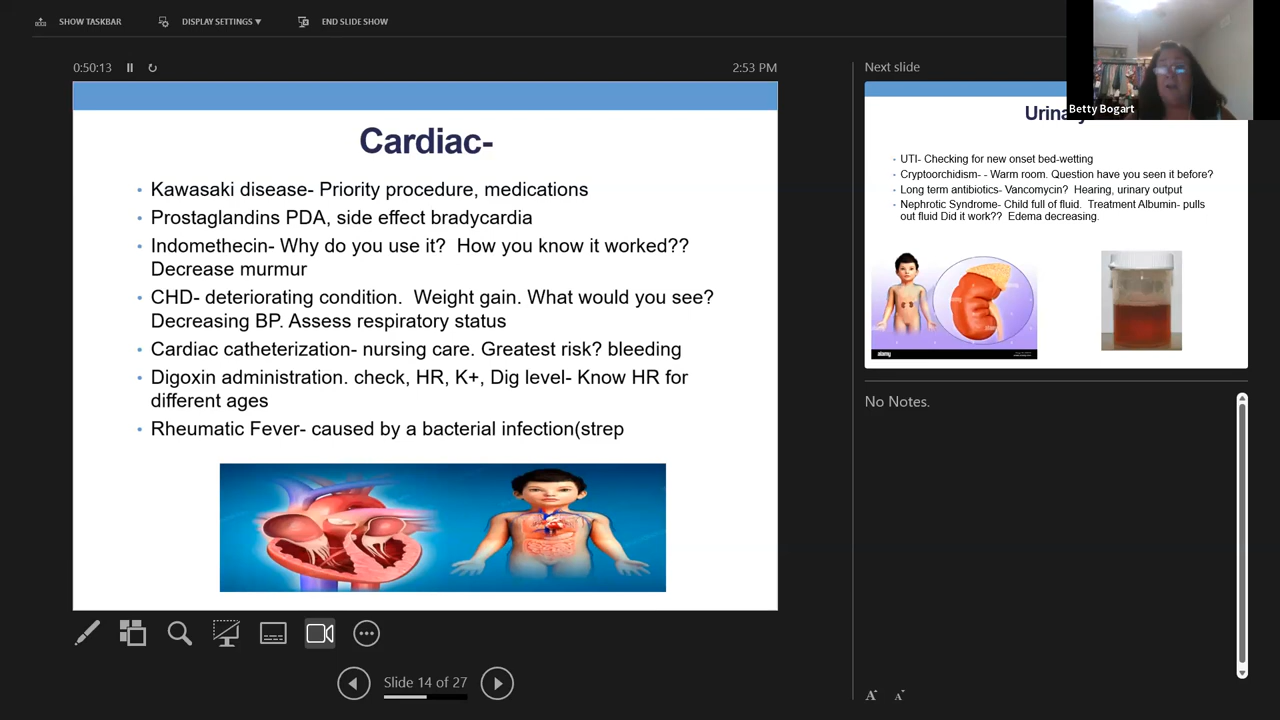 SHOW TASKBAR
DISPLAY SETTINGS ▼
END SLIDE SHOW
0:50:13
2:53 PM
Cardiac-
• Kawasaki disease- Priority procedure, medications
• Prostaglandins PDA, side effect bradycardia
• Indomethecin- Why do you use it?  How you know it worked??
Decrease murmur
• CHD- deteriorating condition.  Weight gain. What would you see?
Decreasing BP. Assess respiratory status
• Cardiac catheterization- nursing care. Greatest risk? bleeding
• Digoxin administration. check, HR, K+, Dig level- Know HR for
different ages
• Rheumatic Fever- caused by a bacterial infection(strep
Slide 14 of 27
Next slide
Betty Bogart
• UTI- Checking for new onset bed-wetting
• Cryptoorchidism- - Warm room. Question have you seen it before?
• Long term antibiotics- Vancomycin?  Hearing, urinary output
• Nephrotic Syndrome- Child full of fluid.  Treatment Albumin- pulls
out fluid Did it work??  Edema decreasing.
alamy
No Notes.
A A